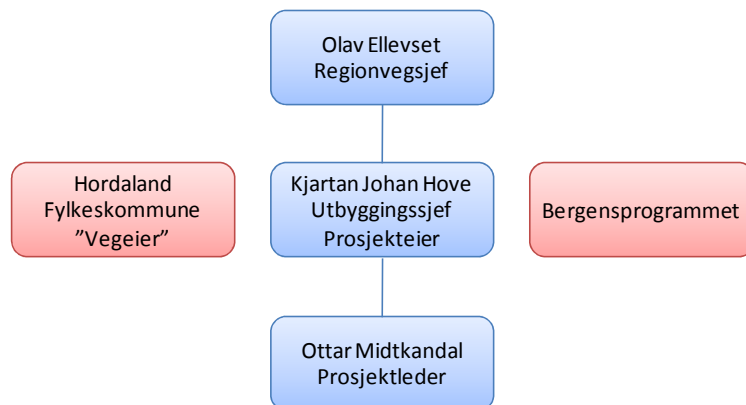 Olav Ellevset
Regionvegsjef
Hordaland
Fylkeskommune
”Vegeier”
Kjartan Johan Hove
Utbyggingssjef
Prosjekteier
Bergensprogrammet
Ottar Midtkandal
Prosjektleder